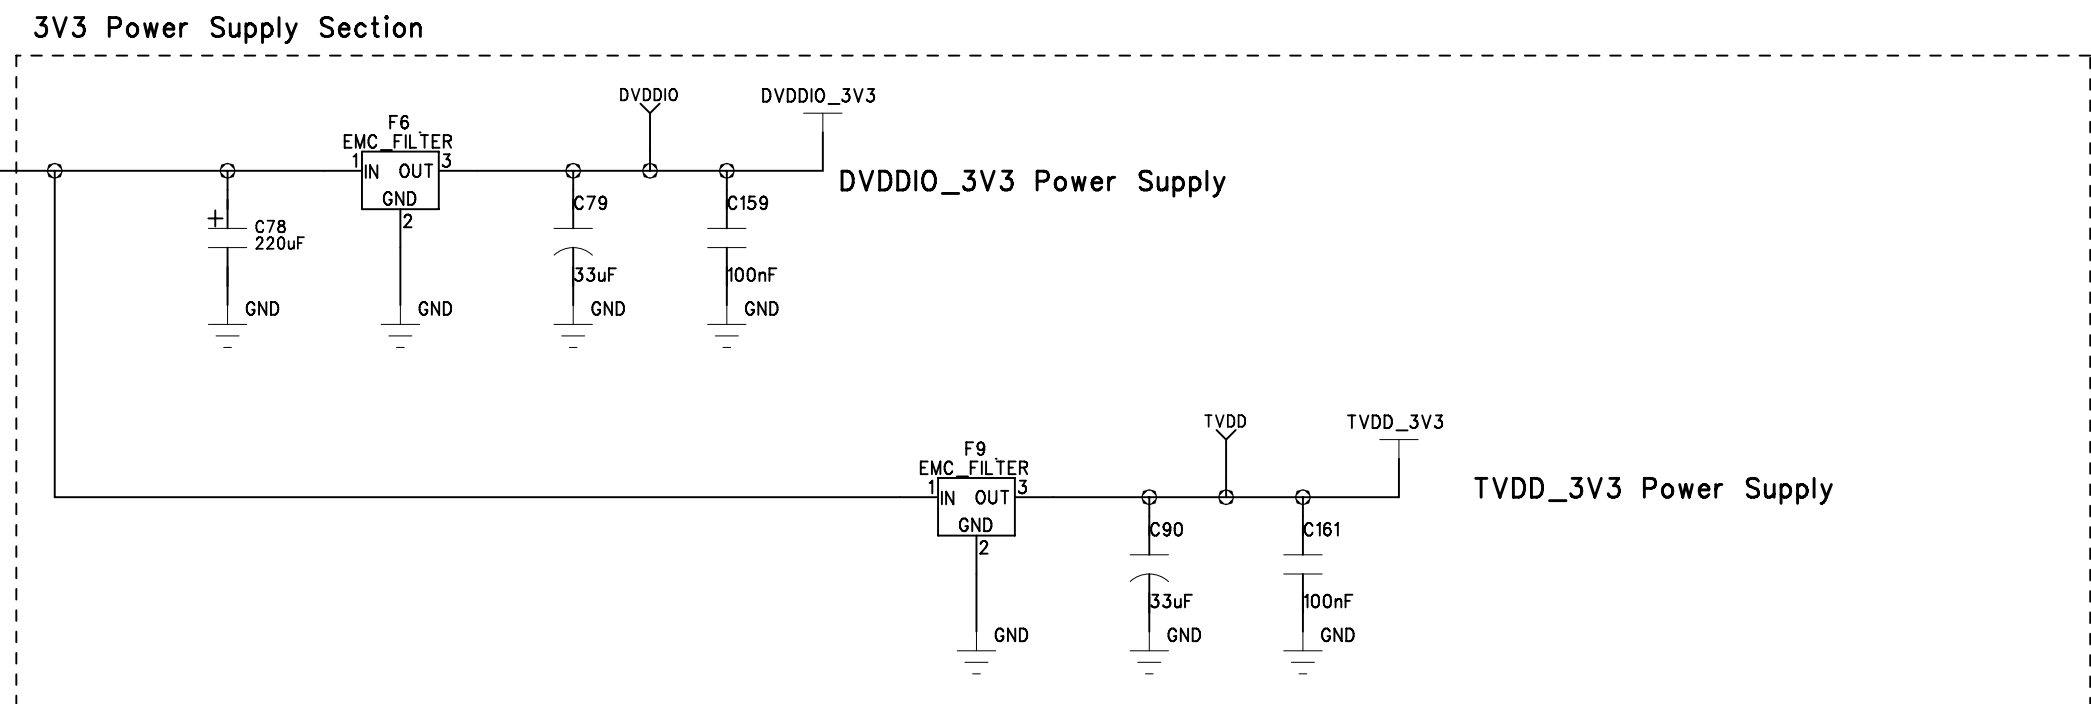 3V3 Power Supply Section
DVDDIO
DVDDIO_3V3
F6
EMC_FILTER
1
IN OUT
3
GND
2
DVDDIO_3V3 Power Supply
+
C78
220uF
C79
33uF
C159
100nF
GND
GND
GND
GND
TVDD
TVDD_3V3
F9
EMC_FILTER
1
IN OUT
3
GND
2
TVDD_3V3 Power Supply
C90
33uF
C161
100nF
GND
GND
GND